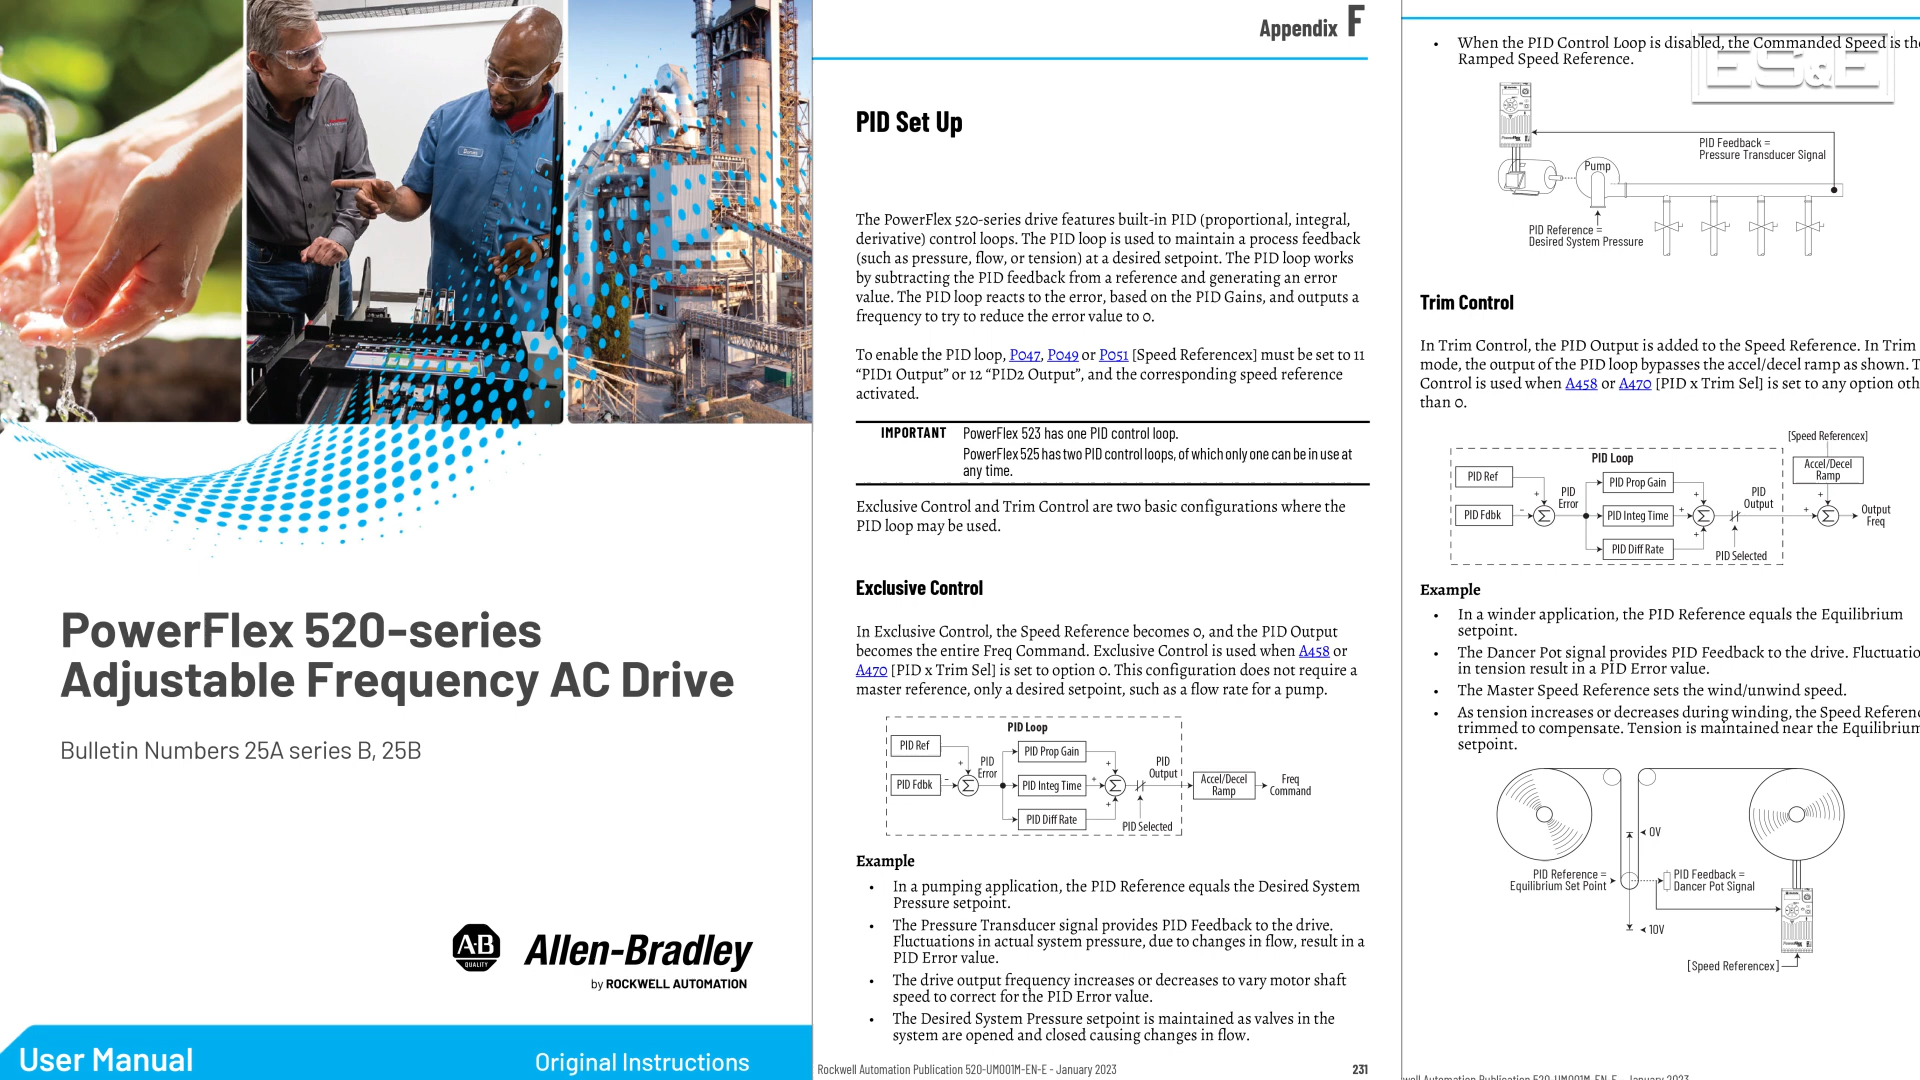 PowerFlex 520-series
Adjustable Frequency AC Drive
Bulletin Numbers 25A series B, 25B
A-B
QUALITY
Allen-Bradley
by ROCKWELL AUTOMATION
User Manual
Original Instructions
Appendix F
PID Set Up
The PowerFlex 520-series drive features built-in PID (proportional, integral,
derivative) control loops. The PID loop is used to maintain a process feedback
(such as pressure, flow, or tension) at a desired setpoint. The PID loop works
by subtracting the PID feedback from a reference and generating an error
value. The PID loop reacts to the error, based on the PID Gains, and outputs a
frequency to try to reduce the error value to 0.
To enable the PID loop, P047, P049 or P051 [Speed Referencex] must be set to 11
“PID1 Output” or 12 “PID2 Output”, and the corresponding speed reference
activated.
IMPORTANT PowerFlex 523 has one PID control loop.
PowerFlex 525 has two PID control loops, of which only one can be in use at
any time.
Exclusive Control and Trim Control are two basic configurations where the
PID loop may be used.
Exclusive Control
In Exclusive Control, the Speed Reference becomes 0, and the PID Output
becomes the entire Freq Command. Exclusive Control is used when A458 or
A470 [PID x Trim Sel] is set to option 0. This configuration does not require a
master reference, only a desired setpoint, such as a flow rate for a pump.
PID Loop
PID Ref
PID Fdbk
+
-
Σ
PID
Error
PID Prop Gain
PID Integ Time
PID Diff Rate
+
+
+
Σ
PID
Output
PID Selected
Accel/Decel
Ramp
Freq
Command
Example
• In a pumping application, the PID Reference equals the Desired System
Pressure setpoint.
• The Pressure Transducer signal provides PID Feedback to the drive.
Fluctuations in actual system pressure, due to changes in flow, result in a
PID Error value.
• The drive output frequency increases or decreases to vary motor shaft
speed to correct for the PID Error value.
• The Desired System Pressure setpoint is maintained as valves in the
system are opened and closed causing changes in flow.
Rockwell Automation Publication 520-UM001M-EN-E - January 2023
231
• When the PID Control Loop is disabled, the Commanded Speed is the
Ramped Speed Reference.
ES&E
PID Feedback =
Pressure Transducer Signal
Pump
PID Reference =
Desired System Pressure
Trim Control
In Trim Control, the PID Output is added to the Speed Reference. In Trim
mode, the output of the PID loop bypasses the accel/decel ramp as shown. T
Control is used when A458 or A470 [PID x Trim Sel] is set to any option oth
than 0.
[Speed Referencex]
PID Loop
PID Ref
PID Fdbk
+
-
Σ
PID
Error
PID Prop Gain
PID Integ Time
PID Diff Rate
+
+
+
Σ
PID
Output
PID Selected
Accel/Decel
Ramp
+
+
Σ
Output
Freq
Example
• In a winder application, the PID Reference equals the Equilibrium
setpoint.
• The Dancer Pot signal provides PID Feedback to the drive. Fluctuatio
in tension result in a PID Error value.
• The Master Speed Reference sets the wind/unwind speed.
• As tension increases or decreases during winding, the Speed Referenc
trimmed to compensate. Tension is maintained near the Equilibrium
setpoint.
0V
PID Reference =
Equilibrium Set Point
PID Feedback =
Dancer Pot Signal
10V
[Speed Referencex]